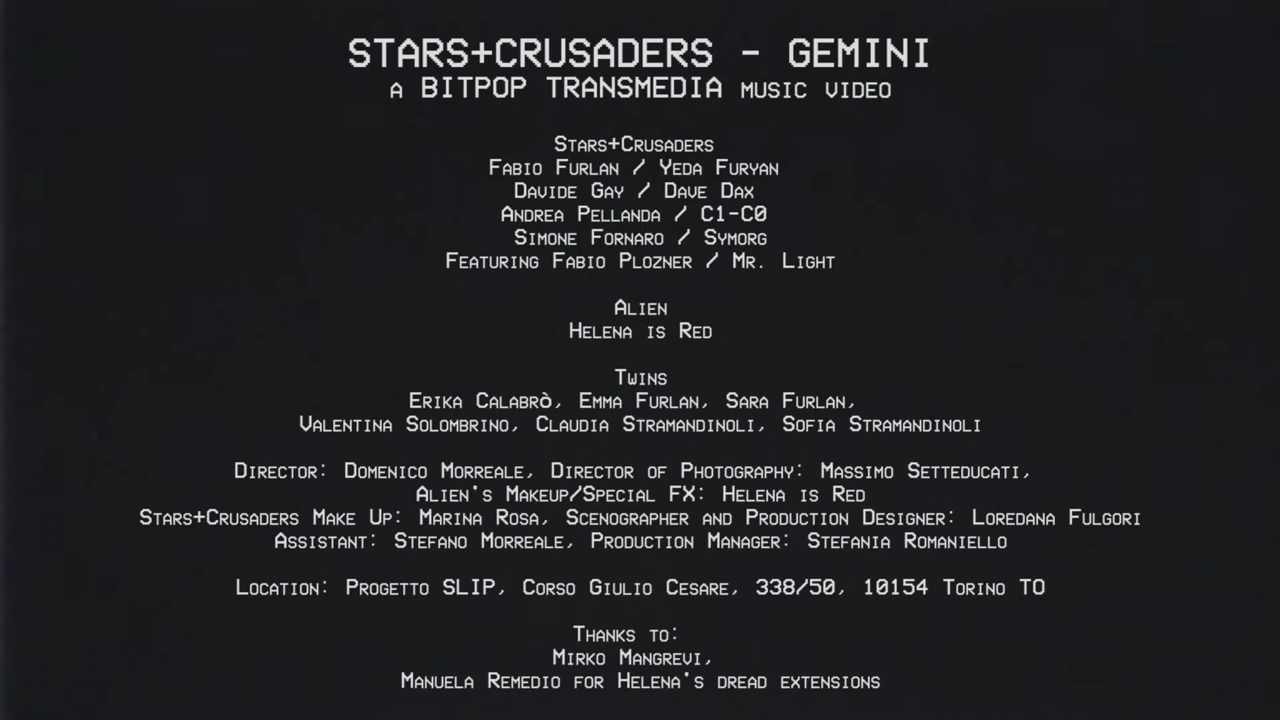 STARS+CRUSADERS - GEMINI
A BITPOP TRANSMEDIA MUSIC VIDEO
STARS+CRUSADERS
FABIO FURLAN / YEDA FURYAN
DAVIDE GAY / DAVE DAX
ANDREA PELLANDA / C1-C0
SIMONE FORNARO / SYMORG
FEATURING FABIO PLOZNER / MR. LIGHT
ALIEN
HELENA IS RED
TWINS
ERIKA CALABRÒ, EMMA FURLAN, SARA FURLAN,
VALENTINA SOLOMBRINO, CLAUDIA STRAMANDINOLI, SOFIA STRAMANDINOLI
DIRECTOR: DOMENICO MORREALE, DIRECTOR OF PHOTOGRAPHY: MASSIMO SETTEDUCATI,
ALIEN'S MAKEUP/SPECIAL FX: HELENA IS RED
STARS+CRUSADERS MAKE UP: MARINA ROSA, SCENOGRAPHER AND PRODUCTION DESIGNER: LOREDANA FULGORI
ASSISTANT: STEFANO MORREALE, PRODUCTION MANAGER: STEFANIA ROMANIELLO
LOCATION: PROGETTO SLIP, CORSO GIULIO CESARE, 338/50, 10154 TORINO TO
THANKS TO:
MIRKO MANGREVI,
MANUELA REMEDIO FOR HELENA'S DREAD EXTENSIONS